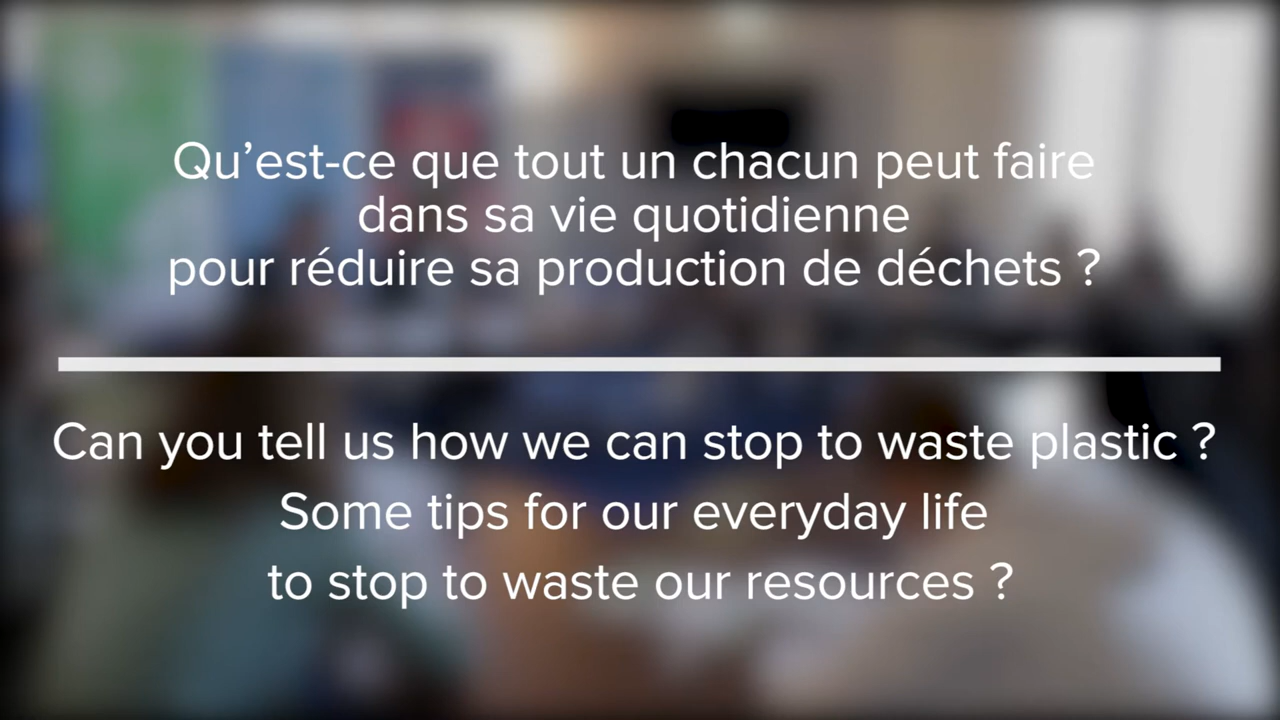 Qu’est-ce que tout un chacun peut faire
dans sa vie quotidienne
pour réduire sa production de déchets ?
Can you tell us how we can stop to waste plastic ?
Some tips for our everyday life
to stop to waste our resources ?